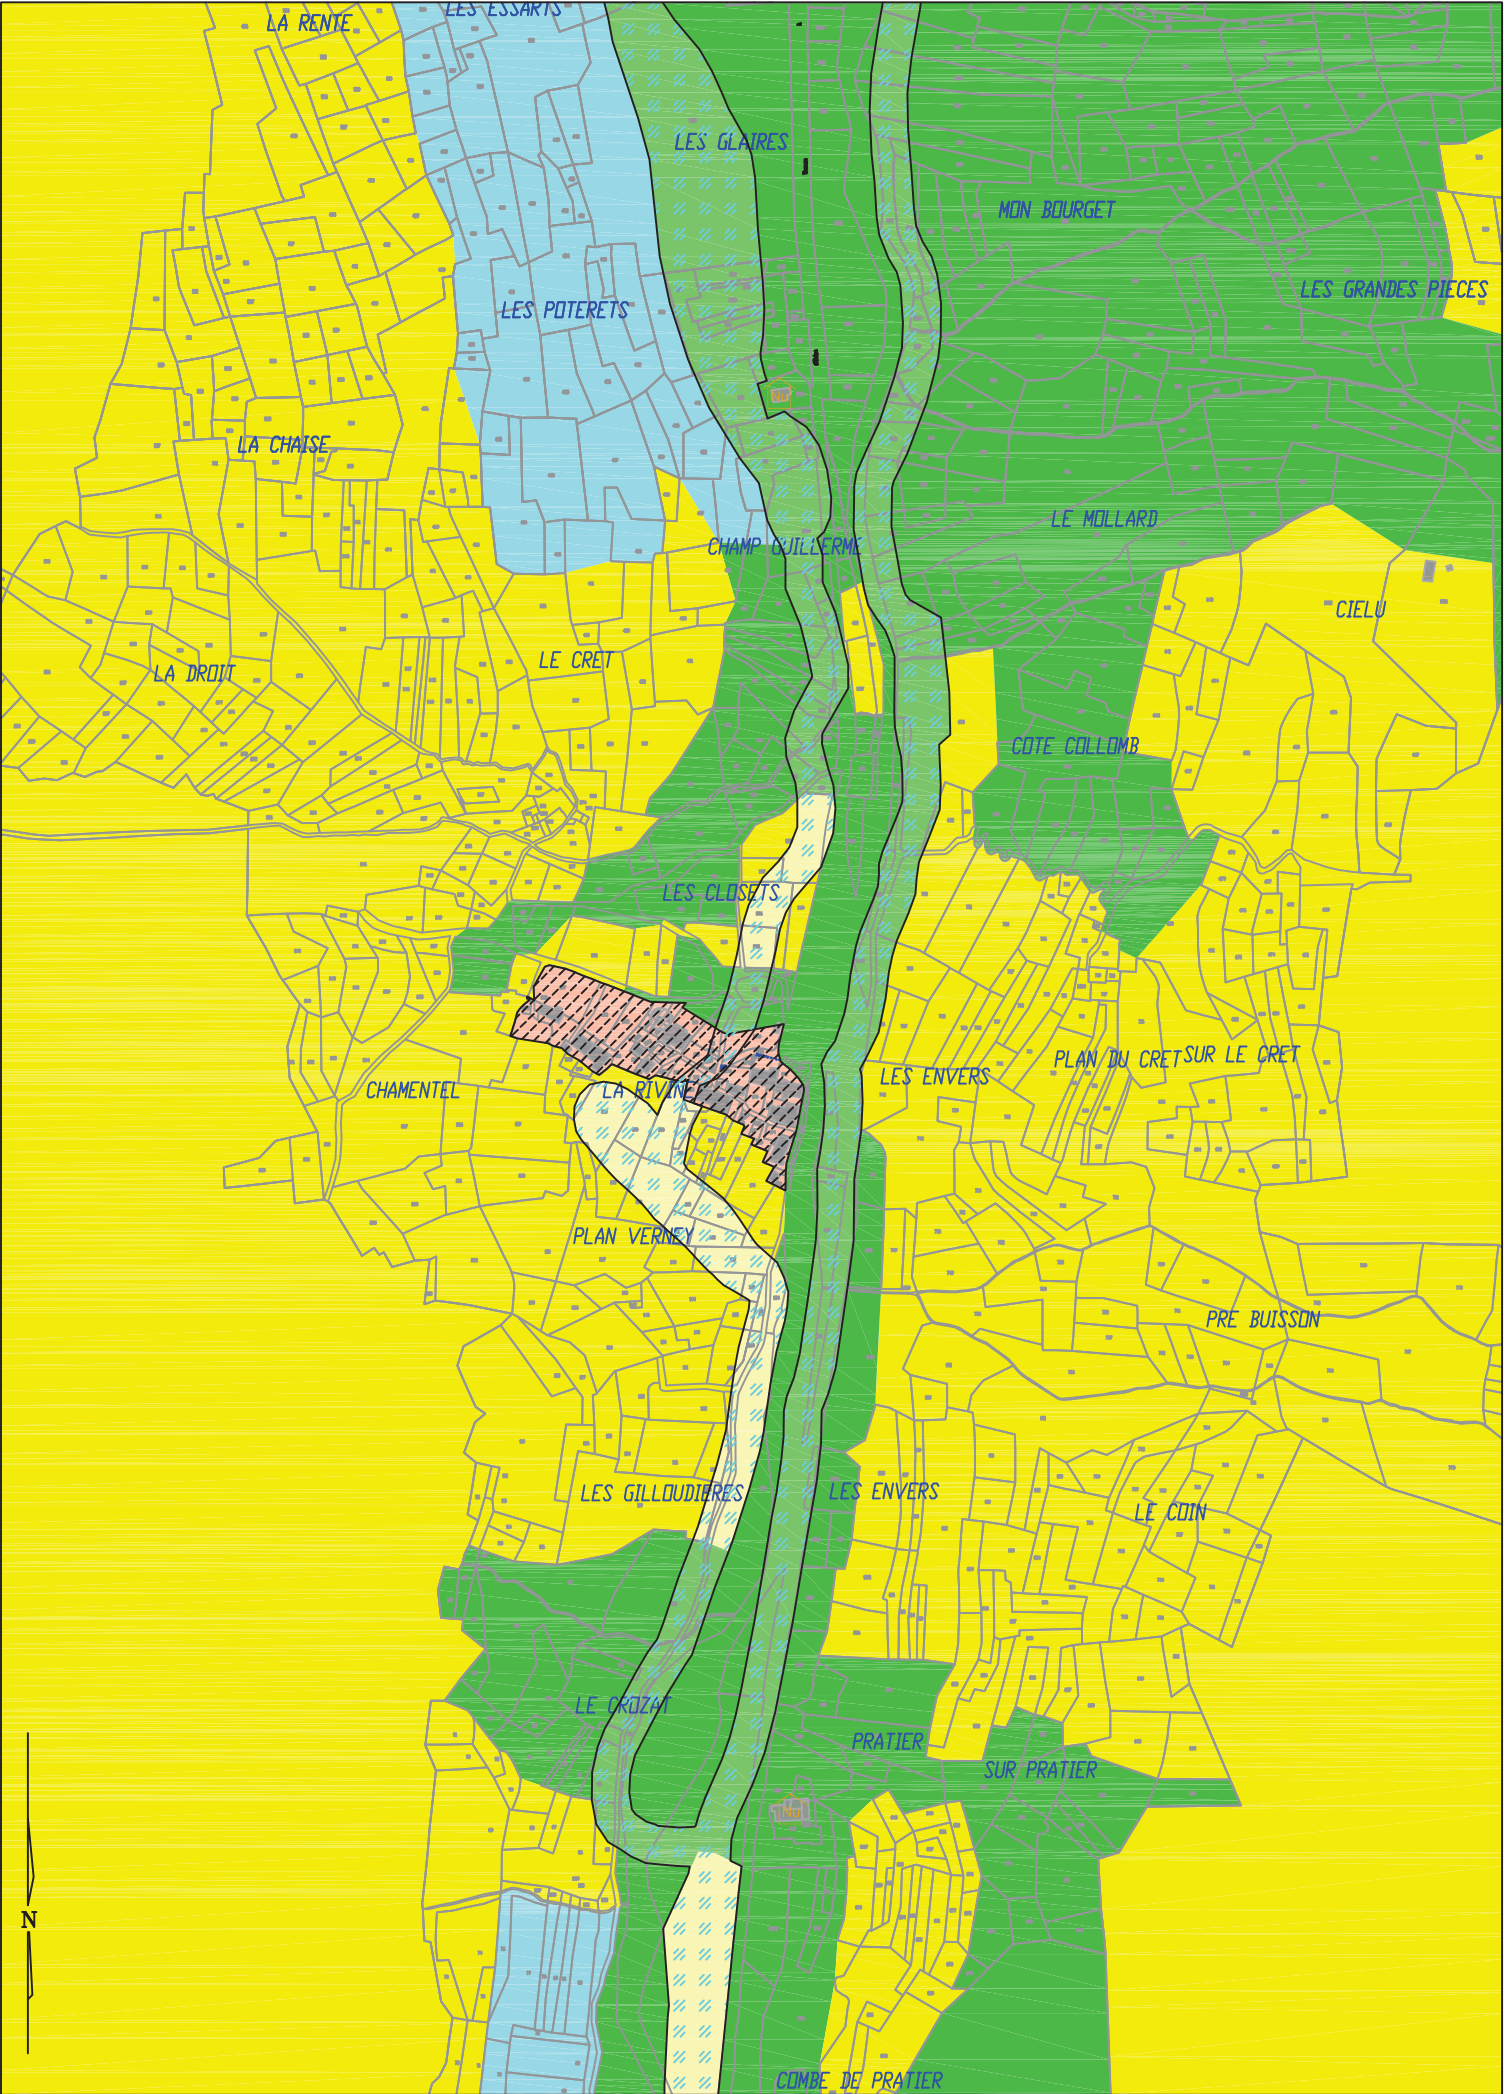 LES ESSARTS
LA RENTE
LES GLAIRES
MON BOURGET
LES GRANDES PIECES
LES POTERETS
LA CHAISE
LE MOLLARD
CHAMP GUILLERME
CIELU
LE CRET
LA DROIT
COTE COLLOMB
LES CLOSETS
PLAN DU CRET
SUR LE CRET
LES ENVERS
CHAMENTEL
LA RIVINE
PLAN VERNEY
PRE BUISSON
LES GILLOUDIERES
LES ENVERS
LE COIN
LE CROZAT
PRATIER
SUR PRATIER
N
COMBE DE PRATIER